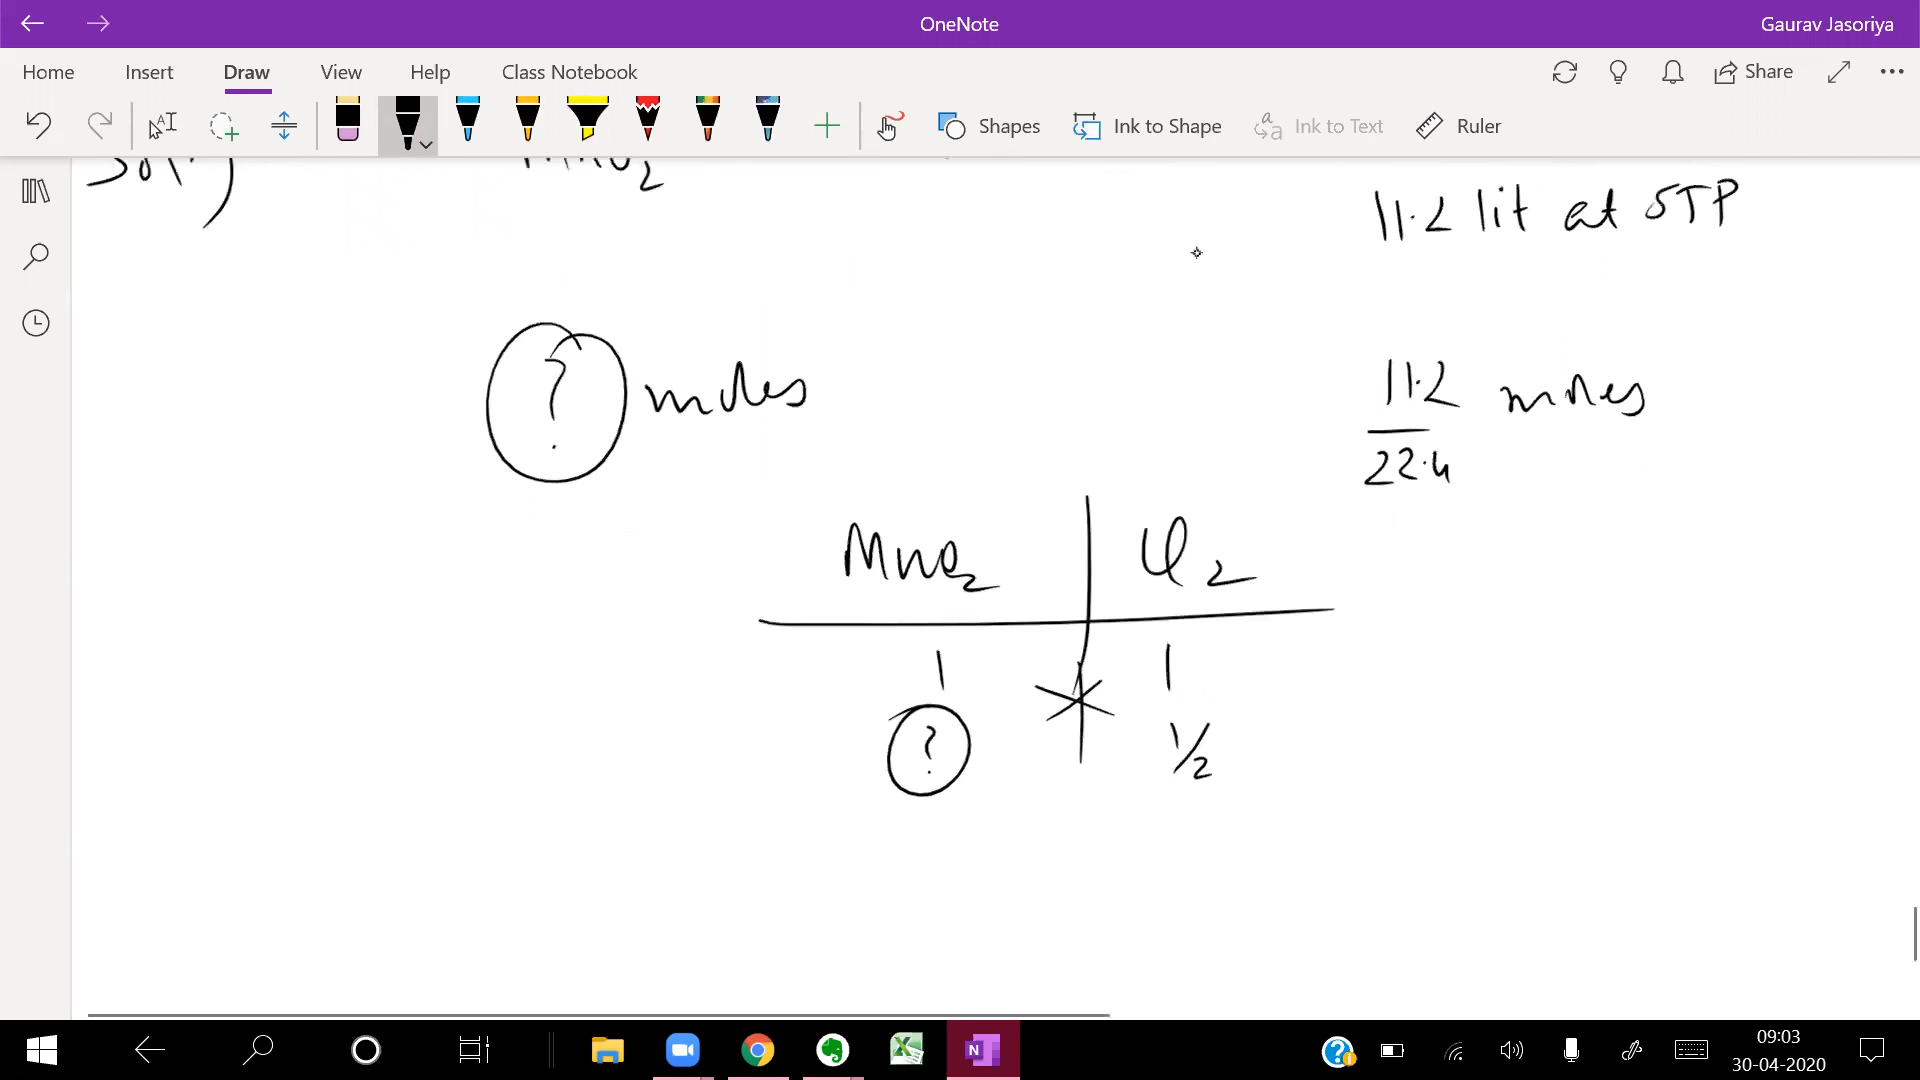 OneNote
Gaurav Jasoriya
Home Insert Draw View Help Class Notebook
Share
Shapes Ink to Shape Ink to Text Ruler
Sol.)
MnO2
11.2 lit at STP
? moles
11.2 moles
22.4
MnO2 Cl2
1 1
? 1/2
09:03
30-04-2020